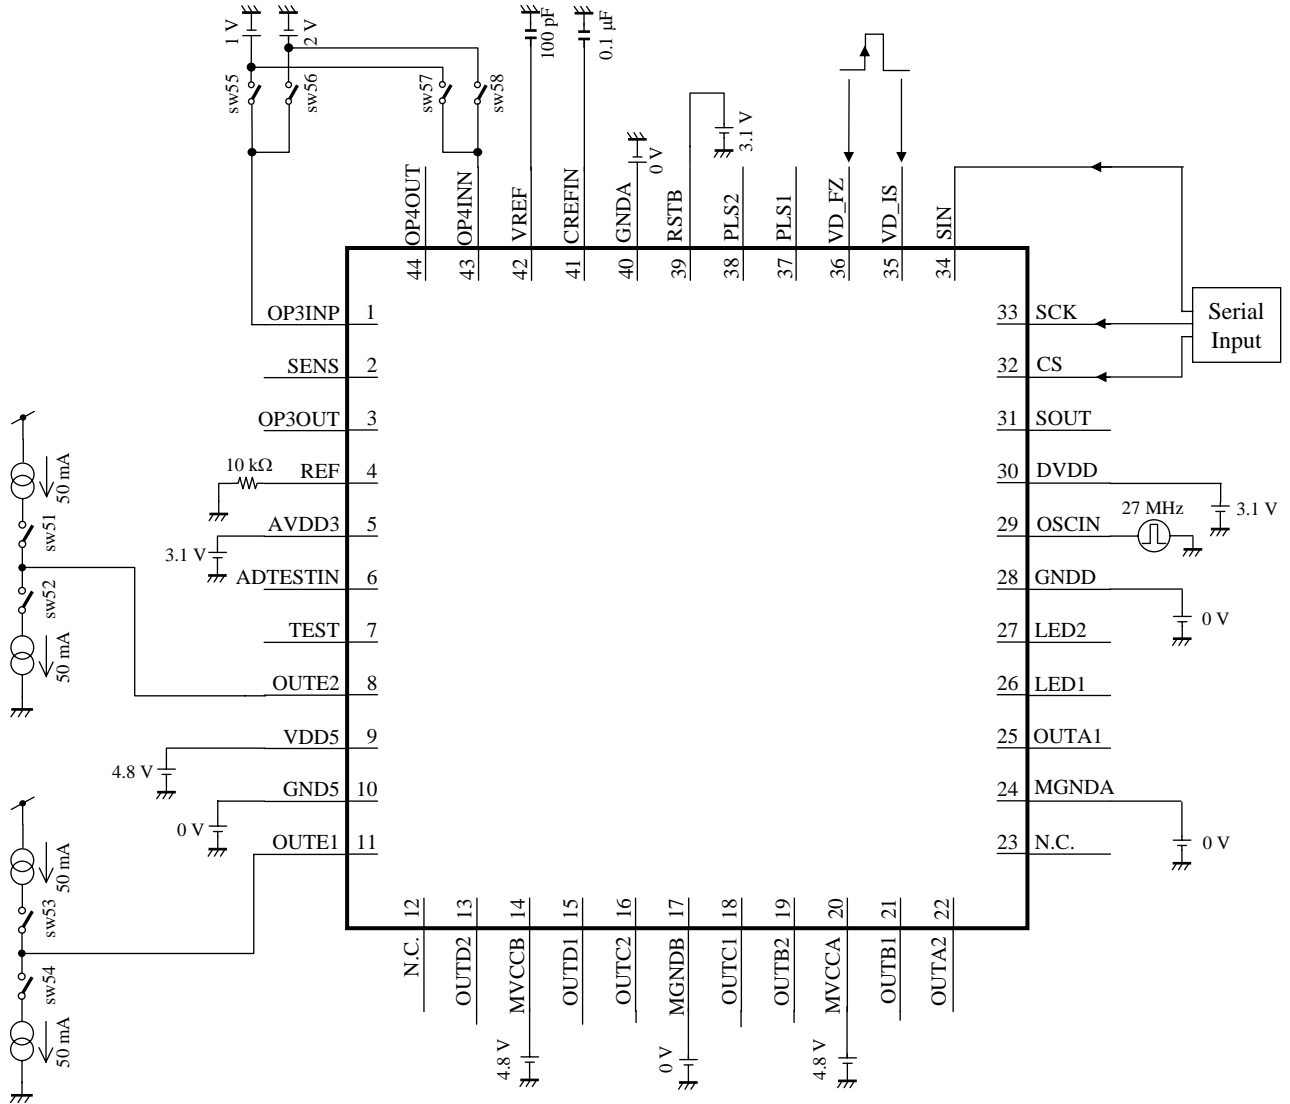 1 V
2 V
100 pF
0.1 µF
sw55
sw56
sw57
sw58
0 V
3.1 V
OP4OUT
OP4INN
VREF
CREFIN
GNDA
RSTB
PLS2
PLS1
VD_FZ
VD_IS
SIN
44
43
42
41
40
39
38
37
36
35
34
OP3INP 1
SENS 2
OP3OUT 3
10 kΩ
REF 4
AVDD3 5
3.1 V
ADTESTIN 6
TEST 7
OUTE2 8
VDD5 9
4.8 V
GND5 10
0 V
OUTE1 11
50 mA
sw51
sw52
50 mA
50 mA
sw53
sw54
50 mA
33 SCK
32 CS
Serial
Input
31 SOUT
30 DVDD
3.1 V
27 MHz
29 OSCIN
28 GNDD
0 V
27 LED2
26 LED1
25 OUTA1
24 MGNDA
0 V
23 N.C.
12
13
14
15
16
17
18
19
20
21
22
N.C.
OUTD2
MVCCB
OUTD1
OUTC2
MGNDB
OUTC1
OUTB2
MVCCA
OUTB1
OUTA2
4.8 V
0 V
4.8 V